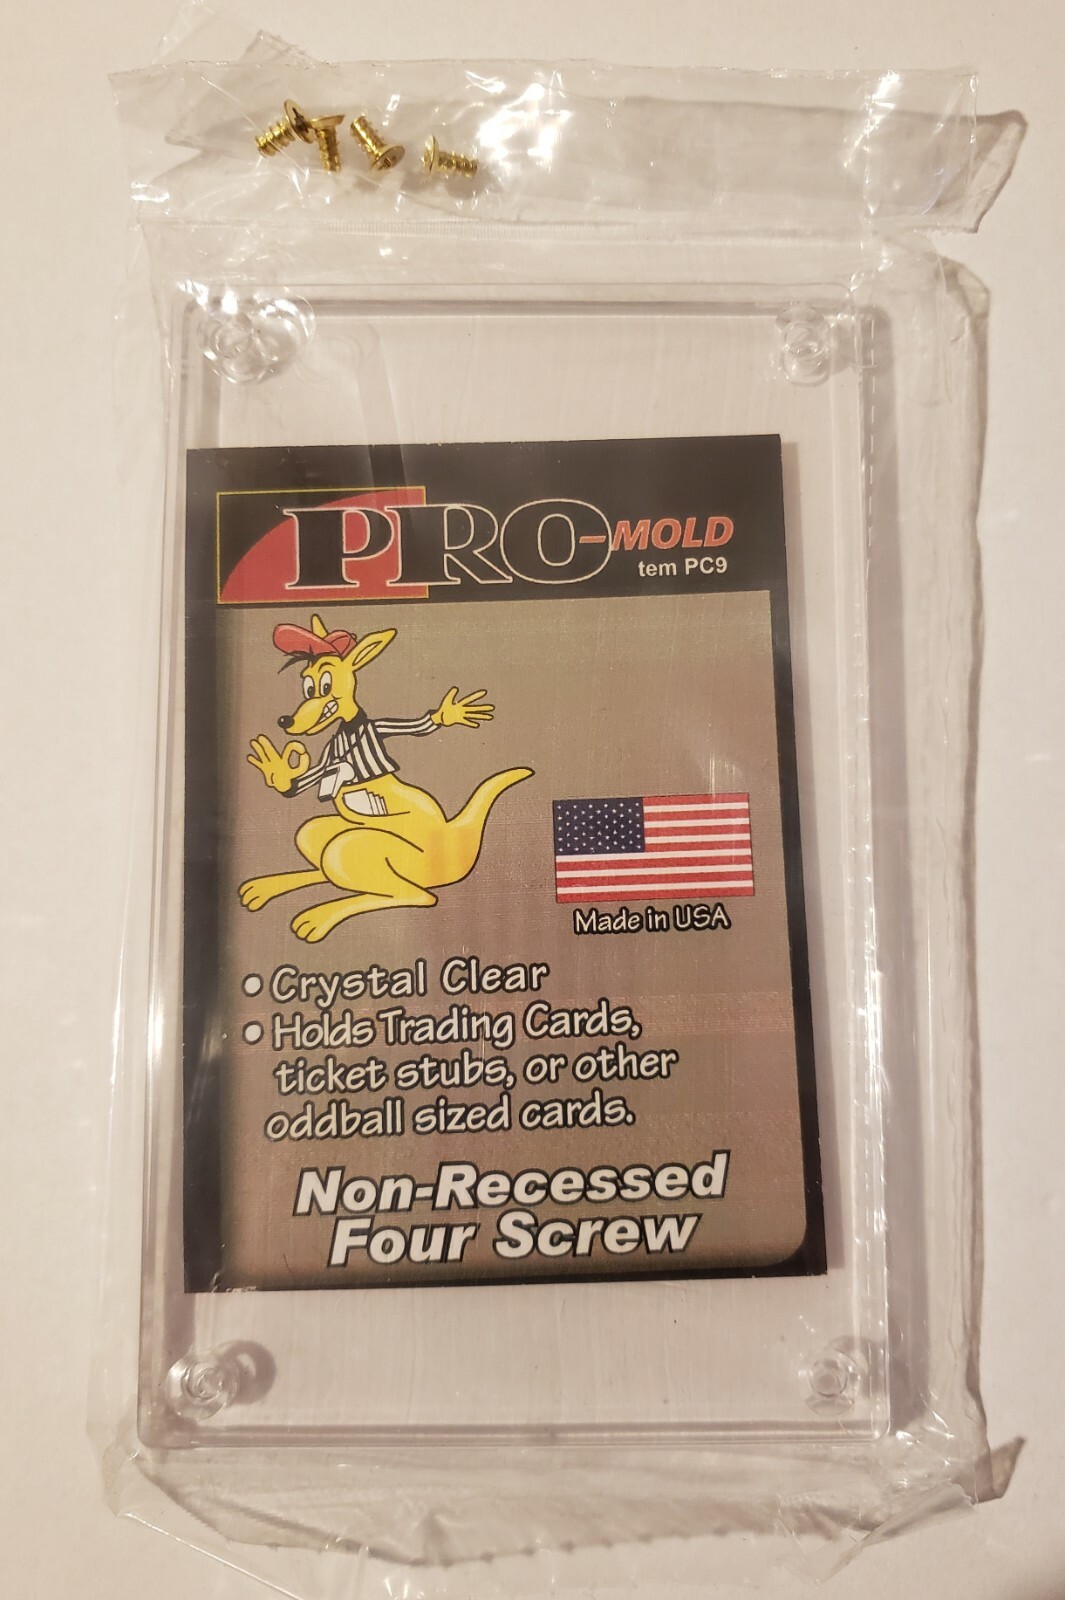 PRO-MOLD
tem PC9
Made in USA
• Crystal Clear
• Holds Trading Cards,
ticket stubs, or other
oddball sized cards.
Non-Recessed
Four Screw